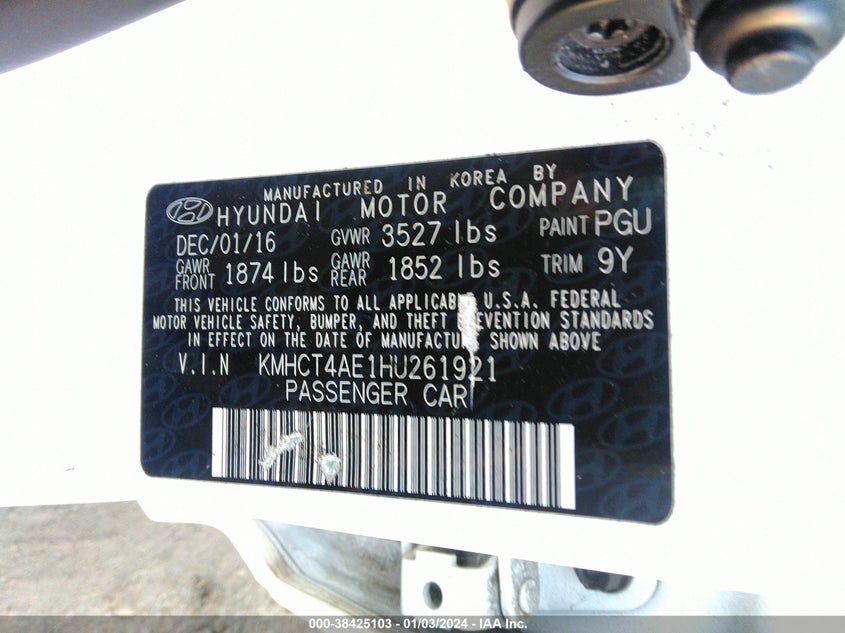 MANUFACTURED IN KOREA BY
HYUNDAI MOTOR COMPANY
DEC/01/16 GVWR 3527 lbs PAINT PGU
GAWR FRONT 1874 lbs GAWR REAR 1852 lbs TRIM 9Y
THIS VEHICLE CONFORMS TO ALL APPLICABLE U.S.A. FEDERAL
MOTOR VEHICLE SAFETY, BUMPER, AND THEFT EVENTION STANDARDS
IN EFFECT ON THE DATE OF MANUFACTUR SHOWN ABOVE
V.I.N KMHCT4AE1HU261921
PASSENGER CAR
000-38425103 - 01/03/2024 - IAA Inc.